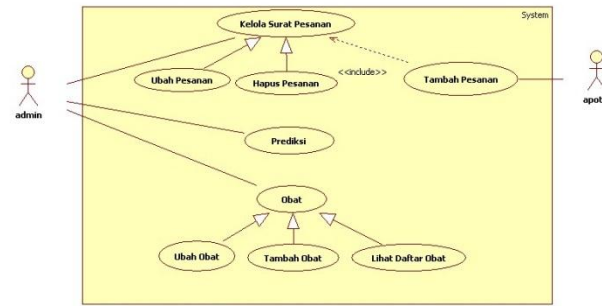 System
Kelola Surat Pesanan
Ubah Pesanan
Hapus Pesanan
<<include>>
Tambah Pesanan
admin
apot
Prediksi
Obat
Ubah Obat
Tambah Obat
Lihat Daftar Obat